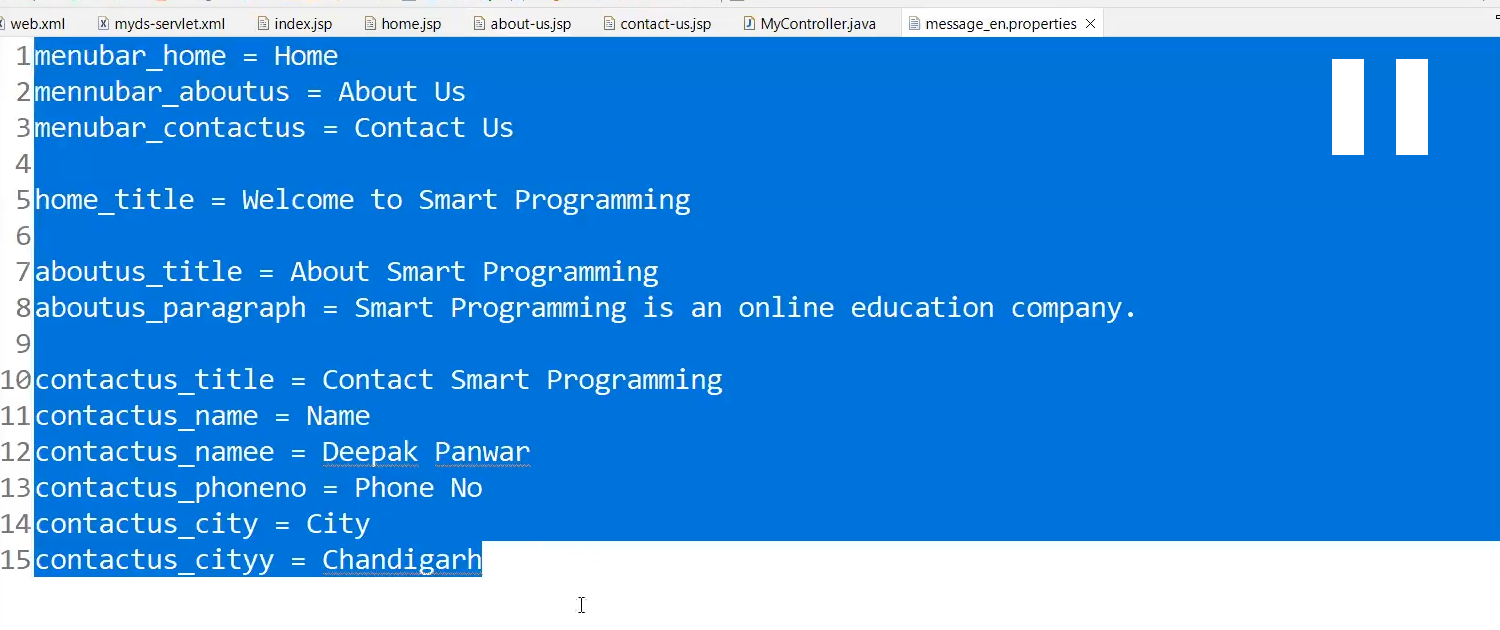 web.xml myds-servlet.xml index.jsp home.jsp about-us.jsp contact-us.jsp MyController.java message_en.properties
1 menubar_home = Home
2 mennubar_aboutus = About Us
3 menubar_contactus = Contact Us
4
5 home_title = Welcome to Smart Programming
6
7 aboutus_title = About Smart Programming
8 aboutus_paragraph = Smart Programming is an online education company.
9
10 contactus_title = Contact Smart Programming
11 contactus_name = Name
12 contactus_namee = Deepak Panwar
13 contactus_phoneno = Phone No
14 contactus_city = City
15 contactus_cityy = Chandigarh